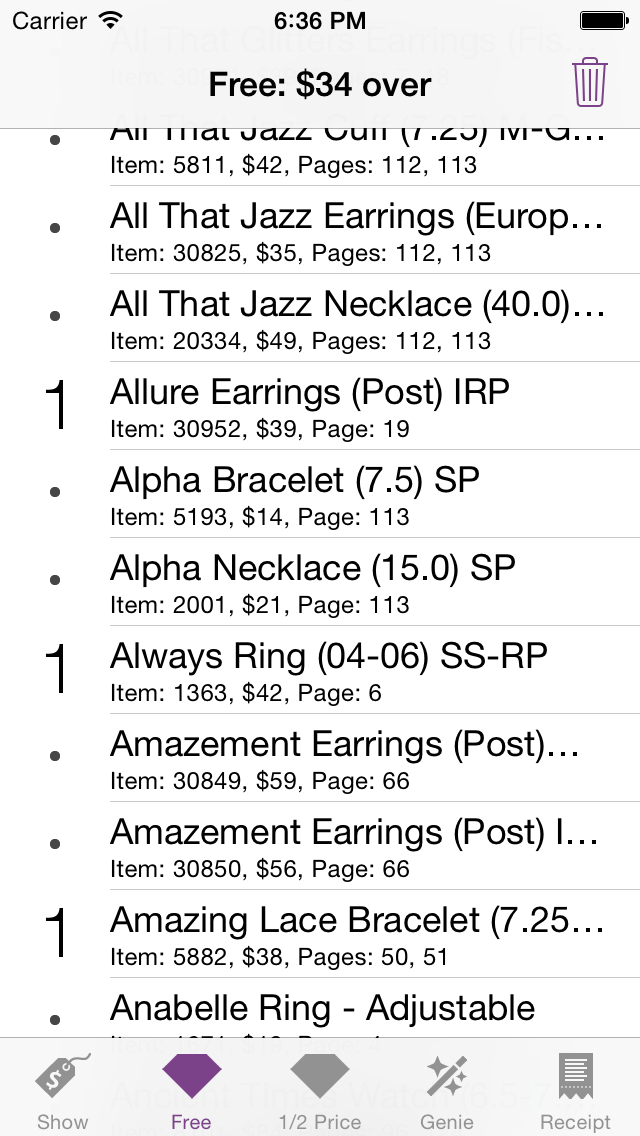 Carrier 6:36 PM
All That Glitters Earrings (Fis...
Free: $34 over
All That Jazz Cuff (7.25) M-G...
Item: 5811, $42, Pages: 112, 113
All That Jazz Earrings (Europ...
Item: 30825, $35, Pages: 112, 113
All That Jazz Necklace (40.0)...
Item: 20334, $49, Pages: 112, 113
1 Allure Earrings (Post) IRP
Item: 30952, $39, Page: 19
Alpha Bracelet (7.5) SP
Item: 5193, $14, Page: 113
Alpha Necklace (15.0) SP
Item: 2001, $21, Page: 113
1 Always Ring (04-06) SS-RP
Item: 1363, $42, Page: 6
Amazement Earrings (Post)...
Item: 30849, $59, Page: 66
Amazement Earrings (Post) I...
Item: 30850, $56, Page: 66
1 Amazing Lace Bracelet (7.25...
Item: 5882, $38, Pages: 50, 51
Anabelle Ring - Adjustable
Ancient Times Watch (6.5-7...
Show Free 1/2 Price Genie Receipt